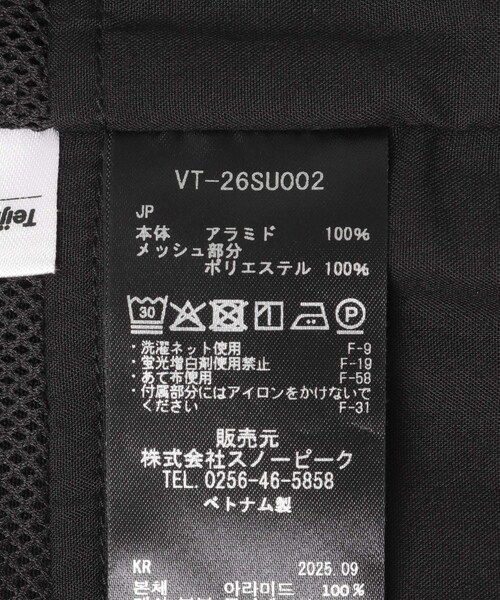 VT-26SU002
JP
本体 アラミド 100%
メッシュ部分
ポリエステル 100%
30 P
・洗濯ネット使用 F-9
・蛍光増白剤使用禁止 F-19
・あて布使用 F-58
・付属部分にはアイロンをかけないで
ください F-31
販売元
株式会社スノーピーク
TEL.0256-46-5858
ベトナム製
KR 2025.09
본체 아라미드 100%
Teij